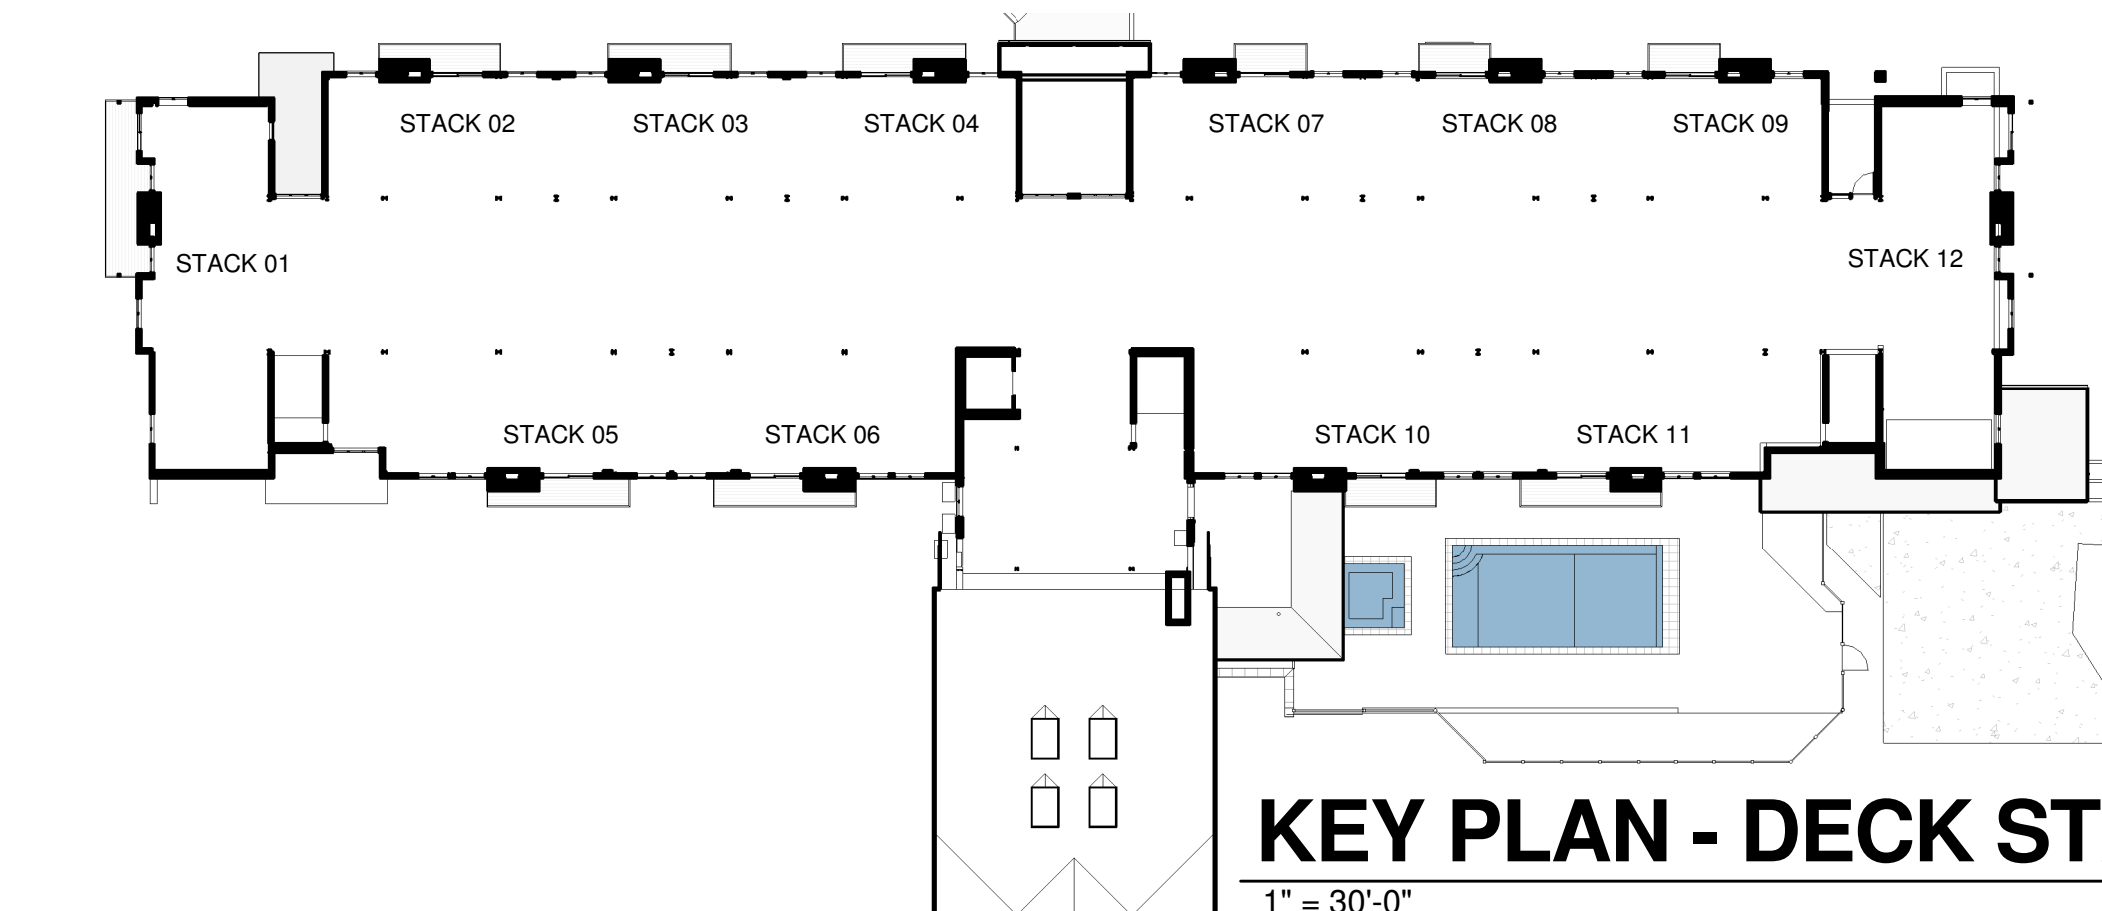 STACK 02
STACK 03
STACK 04
STACK 07
STACK 08
STACK 09
STACK 01
STACK 12
STACK 05
STACK 06
STACK 10
STACK 11
KEY PLAN - DECK ST
1" = 30'-0"